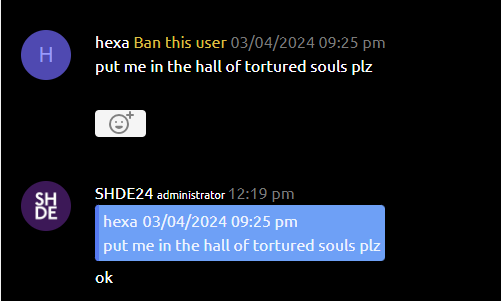 H
hexa Ban this user 03/04/2024 09:25 pm
put me in the hall of tortured souls plz
SH
DE
SHDE24 administrator 12:19 pm
hexa 03/04/2024 09:25 pm
put me in the hall of tortured souls plz
ok